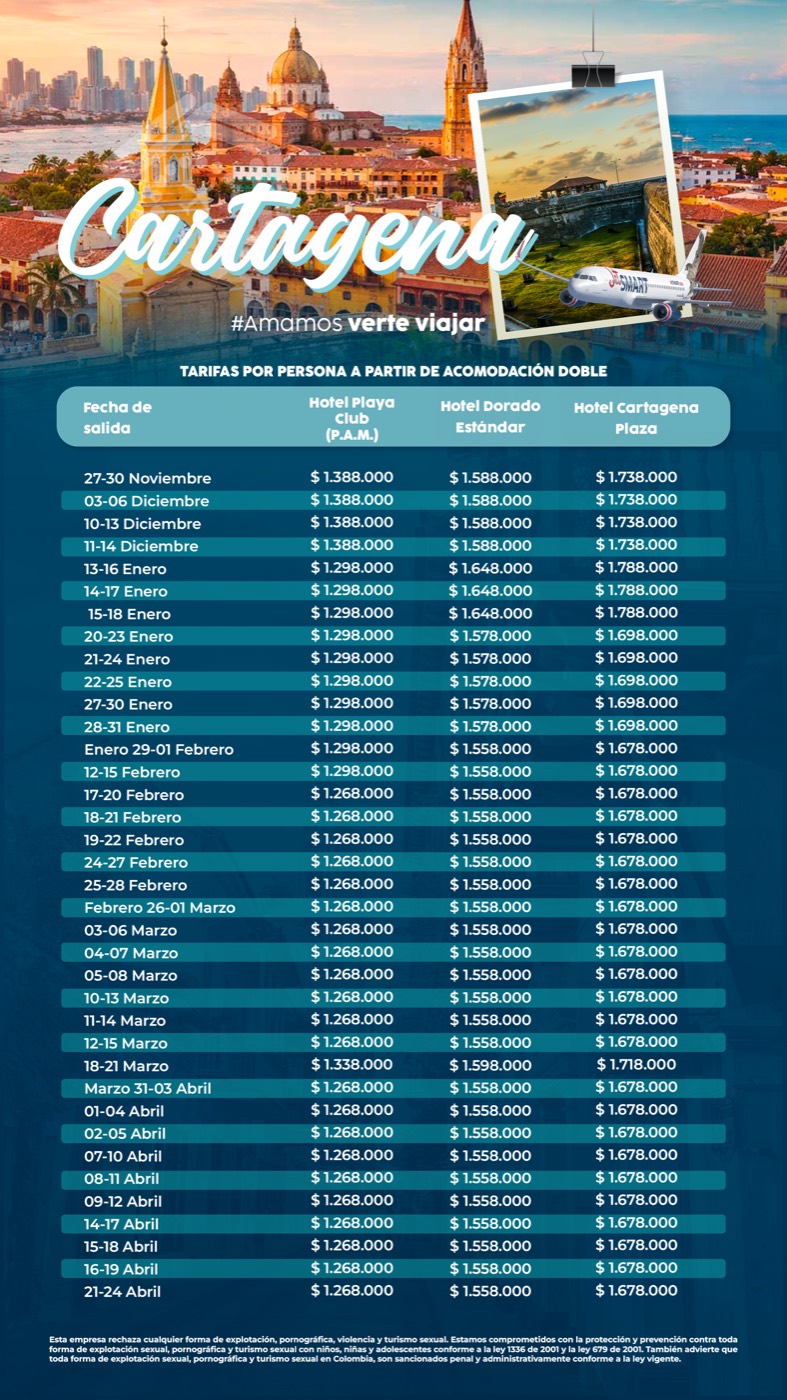 Cartagena
JetSMART
#Amamos verte viajar
TARIFAS POR PERSONA A PARTIR DE ACOMODACIÓN DOBLE
Fecha de salida Hotel Playa Club (P.A.M.) Hotel Dorado Estándar Hotel Cartagena Plaza
27-30 Noviembre $ 1.388.000 $ 1.588.000 $ 1.738.000
03-06 Diciembre $ 1.388.000 $ 1.588.000 $ 1.738.000
10-13 Diciembre $ 1.388.000 $ 1.588.000 $ 1.738.000
11-14 Diciembre $ 1.388.000 $ 1.588.000 $ 1.738.000
13-16 Enero $ 1.298.000 $ 1.648.000 $ 1.788.000
14-17 Enero $ 1.298.000 $ 1.648.000 $ 1.788.000
15-18 Enero $ 1.298.000 $ 1.648.000 $ 1.788.000
20-23 Enero $ 1.298.000 $ 1.578.000 $ 1.698.000
21-24 Enero $ 1.298.000 $ 1.578.000 $ 1.698.000
22-25 Enero $ 1.298.000 $ 1.578.000 $ 1.698.000
27-30 Enero $ 1.298.000 $ 1.578.000 $ 1.698.000
28-31 Enero $ 1.298.000 $ 1.578.000 $ 1.698.000
Enero 29-01 Febrero $ 1.298.000 $ 1.558.000 $ 1.678.000
12-15 Febrero $ 1.298.000 $ 1.558.000 $ 1.678.000
17-20 Febrero $ 1.268.000 $ 1.558.000 $ 1.678.000
18-21 Febrero $ 1.268.000 $ 1.558.000 $ 1.678.000
19-22 Febrero $ 1.268.000 $ 1.558.000 $ 1.678.000
24-27 Febrero $ 1.268.000 $ 1.558.000 $ 1.678.000
25-28 Febrero $ 1.268.000 $ 1.558.000 $ 1.678.000
Febrero 26-01 Marzo $ 1.268.000 $ 1.558.000 $ 1.678.000
03-06 Marzo $ 1.268.000 $ 1.558.000 $ 1.678.000
04-07 Marzo $ 1.268.000 $ 1.558.000 $ 1.678.000
05-08 Marzo $ 1.268.000 $ 1.558.000 $ 1.678.000
10-13 Marzo $ 1.268.000 $ 1.558.000 $ 1.678.000
11-14 Marzo $ 1.268.000 $ 1.558.000 $ 1.678.000
12-15 Marzo $ 1.268.000 $ 1.558.000 $ 1.678.000
18-21 Marzo $ 1.338.000 $ 1.598.000 $ 1.718.000
Marzo 31-03 Abril $ 1.268.000 $ 1.558.000 $ 1.678.000
01-04 Abril $ 1.268.000 $ 1.558.000 $ 1.678.000
02-05 Abril $ 1.268.000 $ 1.558.000 $ 1.678.000
07-10 Abril $ 1.268.000 $ 1.558.000 $ 1.678.000
08-11 Abril $ 1.268.000 $ 1.558.000 $ 1.678.000
09-12 Abril $ 1.268.000 $ 1.558.000 $ 1.678.000
14-17 Abril $ 1.268.000 $ 1.558.000 $ 1.678.000
15-18 Abril $ 1.268.000 $ 1.558.000 $ 1.678.000
16-19 Abril $ 1.268.000 $ 1.558.000 $ 1.678.000
21-24 Abril $ 1.268.000 $ 1.558.000 $ 1.678.000
Esta empresa rechaza cualquier forma de explotación, pornográfica, violencia y turismo sexual. Estamos comprometidos con la protección y prevención contra toda
forma de explotación sexual, pornográfica y turismo sexual con niños, niñas y adolescentes conforme a la ley 1336 de 2001 y la ley 679 de 2001. También advierte que
toda forma de explotación sexual, pornográfica y turismo sexual en Colombia, son sancionados penal y administrativamente conforme a la ley vigente.